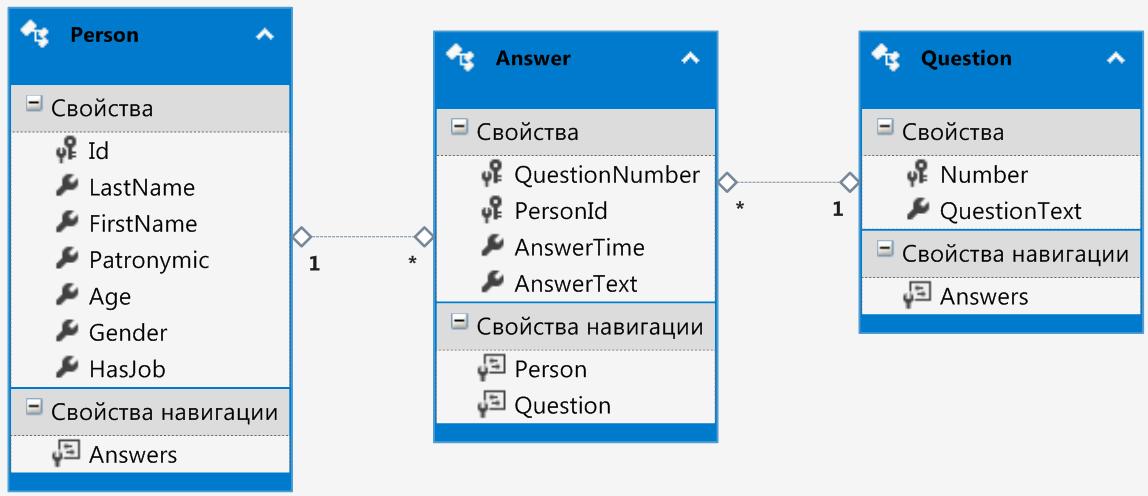 Person
Свойства
Id
LastName
FirstName
Patronymic
Age
Gender
HasJob
Свойства навигации
Answers
1
*
Answer
Свойства
QuestionNumber
PersonId
AnswerTime
AnswerText
Свойства навигации
Person
Question
*
1
Question
Свойства
Number
QuestionText
Свойства навигации
Answers